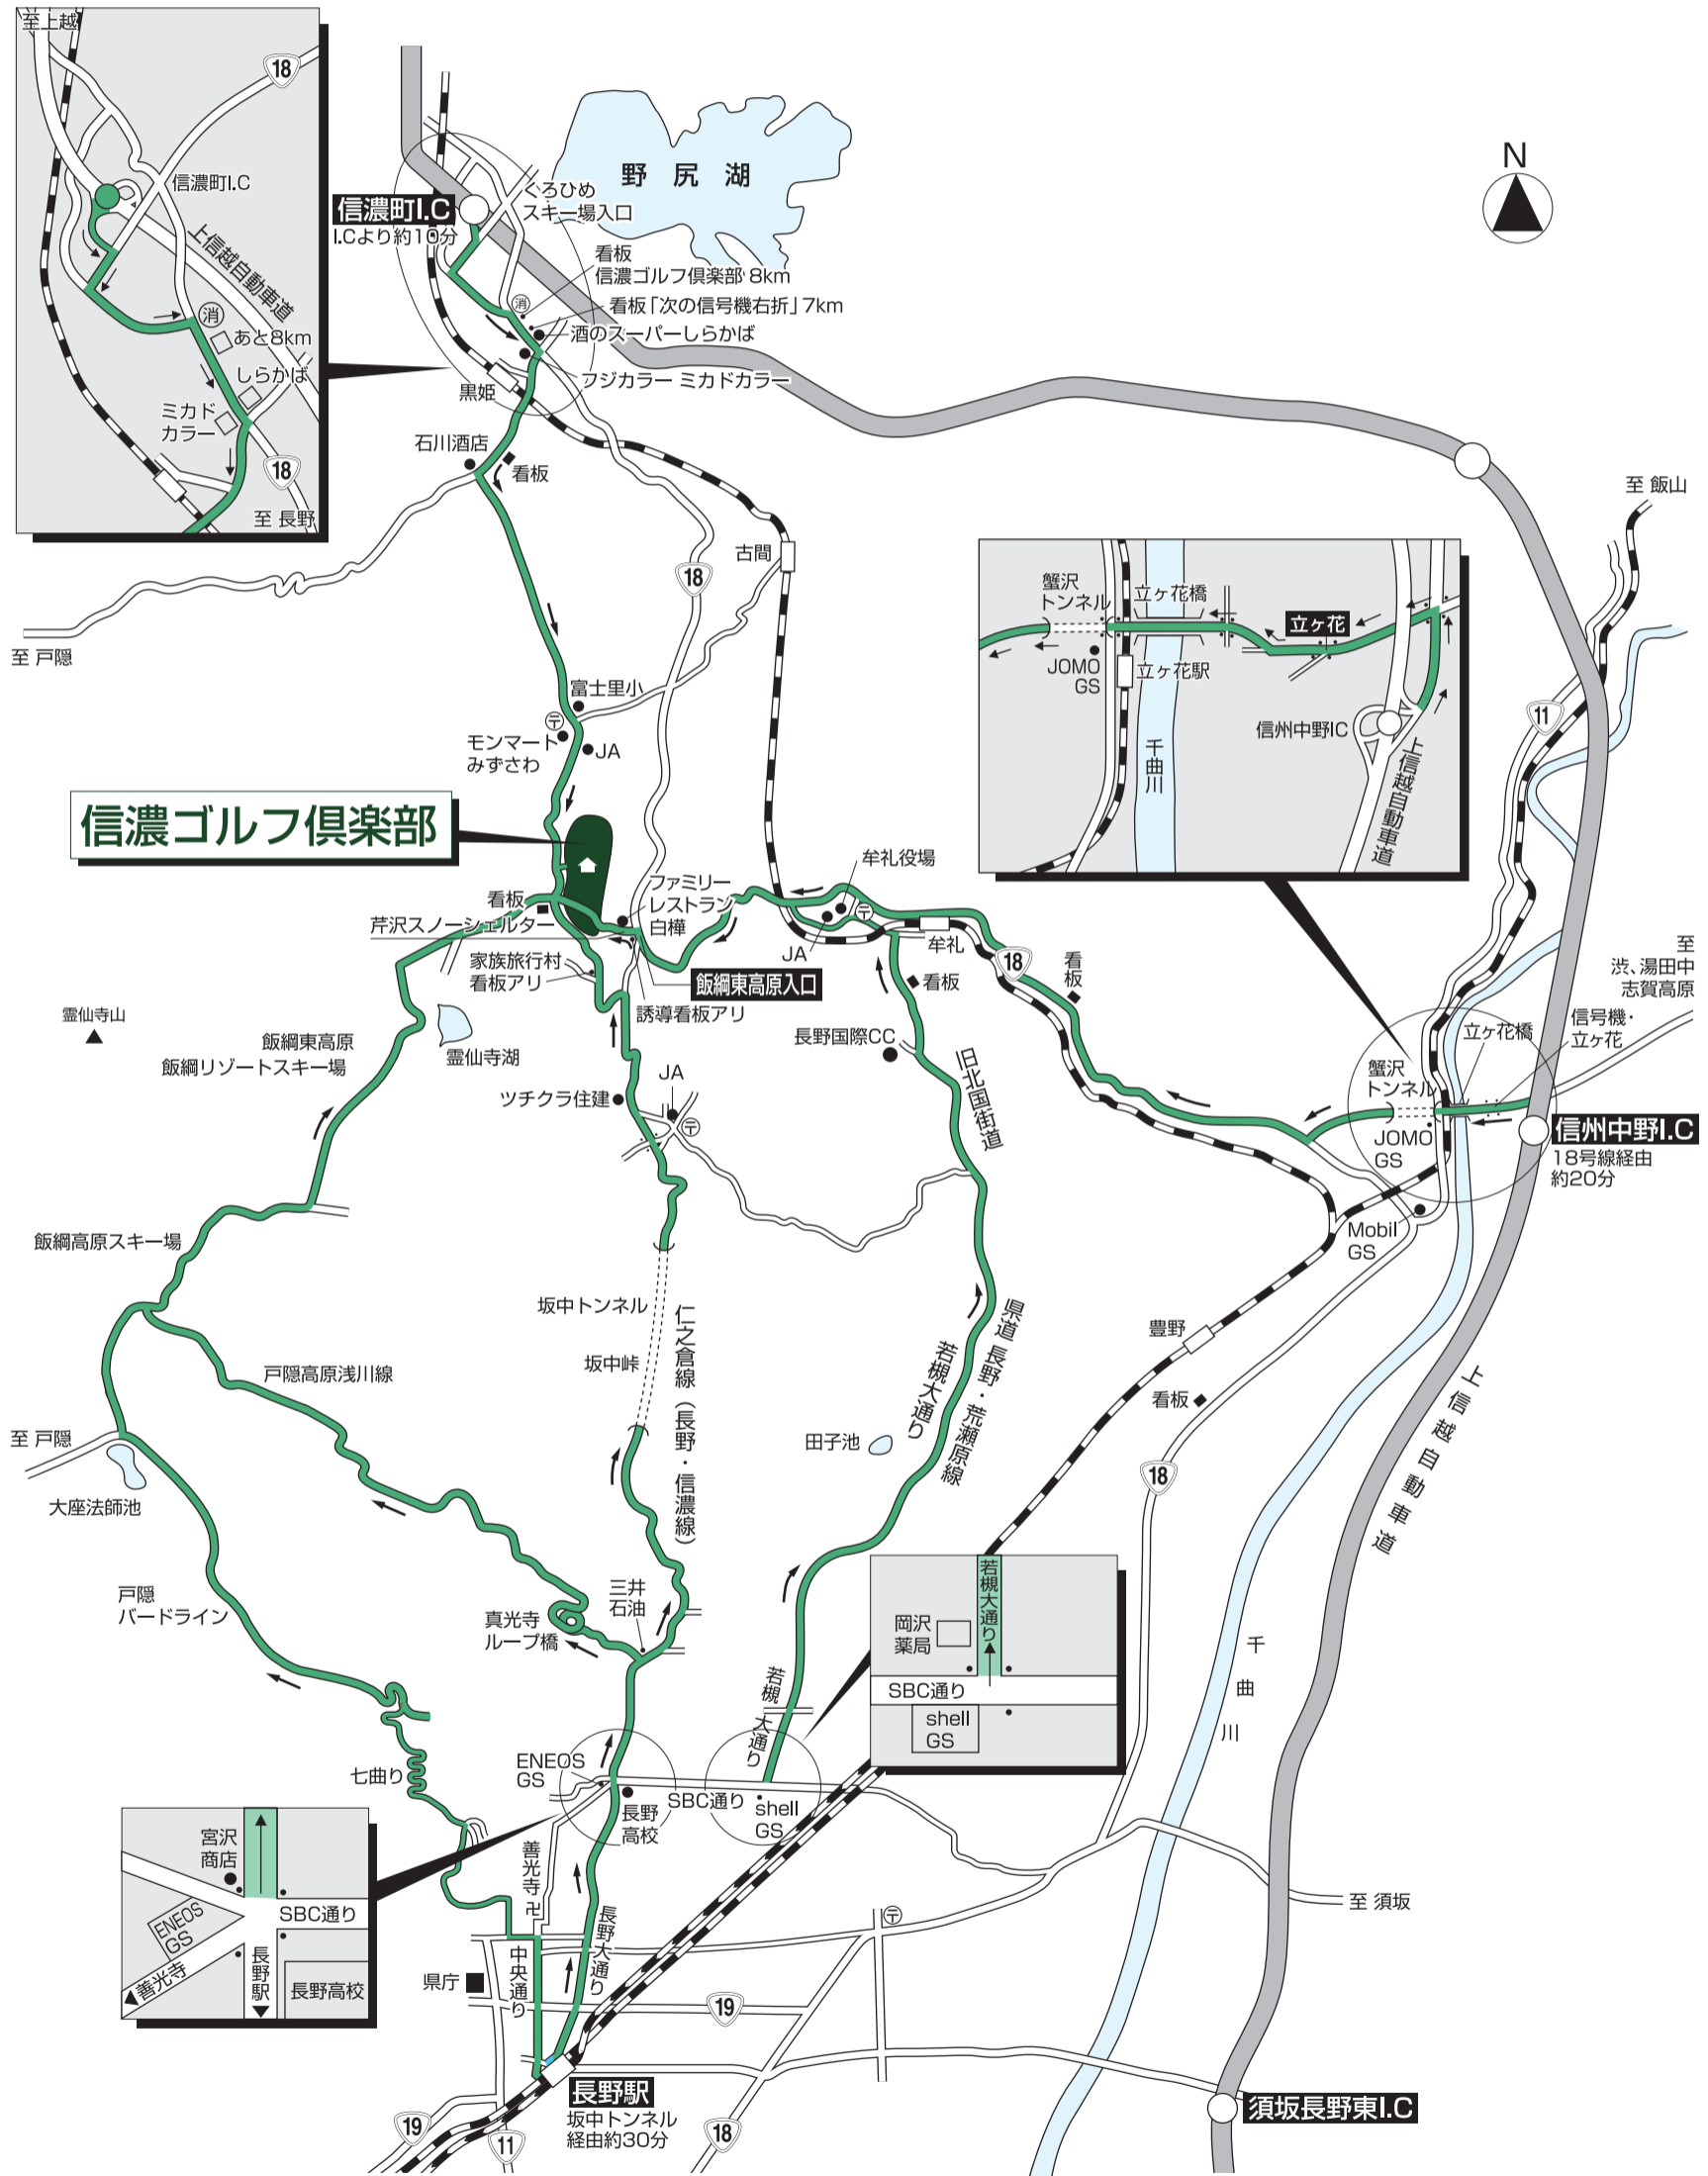 至上越
18
信濃町I.C
上信越自動車道
消
あと8km
しらかば
ミカド
カラー
18
至 長野
信濃町I.C
I.Cより約10分
くろひめ
スキー場入口
野尻湖
N
看板
信濃ゴルフ倶楽部 8km
消
看板「次の信号機右折」7km
酒のスーパーしらかば
フジカラー ミカドカラー
黒姫
石川酒店
看板
至 戸隠
古間
18
至 飯山
蟹沢
トンネル
立ヶ花橋
立ヶ花
JOMO
GS
立ヶ花駅
信州中野IC
千曲川
上信越自動車道
11
富士里小
〒
モンマート
みずさわ
JA
信濃ゴルフ倶楽部
看板
芹沢スノーシェルター
ファミリー
レストラン
白樺
牟礼役場
〒
JA
牟礼
18
看板
看板
家族旅行村
看板アリ
飯綱東高原入口
誘導看板アリ
至
渋、湯田中
志賀高原
信号機・
立ヶ花
立ヶ花橋
蟹沢
トンネル
JOMO
GS
信州中野I.C
18号線経由
約20分
霊仙寺山
飯綱東高原
飯綱リゾートスキー場
霊仙寺湖
長野国際CC
旧北国街道
ツチクラ住建
JA
〒
飯綱高原スキー場
Mobil
GS
坂中トンネル
坂中峠
仁之倉線（長野・信濃線）
県道 長野・荒瀬原線
若槻大通り
豊野
看板
18
上信越自動車道
戸隠高原浅川線
至 戸隠
大座法師池
田子池
戸隠
バードライン
三井
石油
真光寺
ループ橋
若槻大通り
岡沢
薬局
SBC通り
shell
GS
若槻大通り
千曲川
七曲り
ENEOS
GS
長野
高校
SBC通り
shell
GS
宮沢
商店
ENEOS
GS
SBC通り
善光寺
長野駅
長野高校
善光寺
卍
長野大通り
中央通り
県庁
〒
至 須坂
19
長野駅
坂中トンネル
経由約30分
19
11
18
須坂長野東I.C